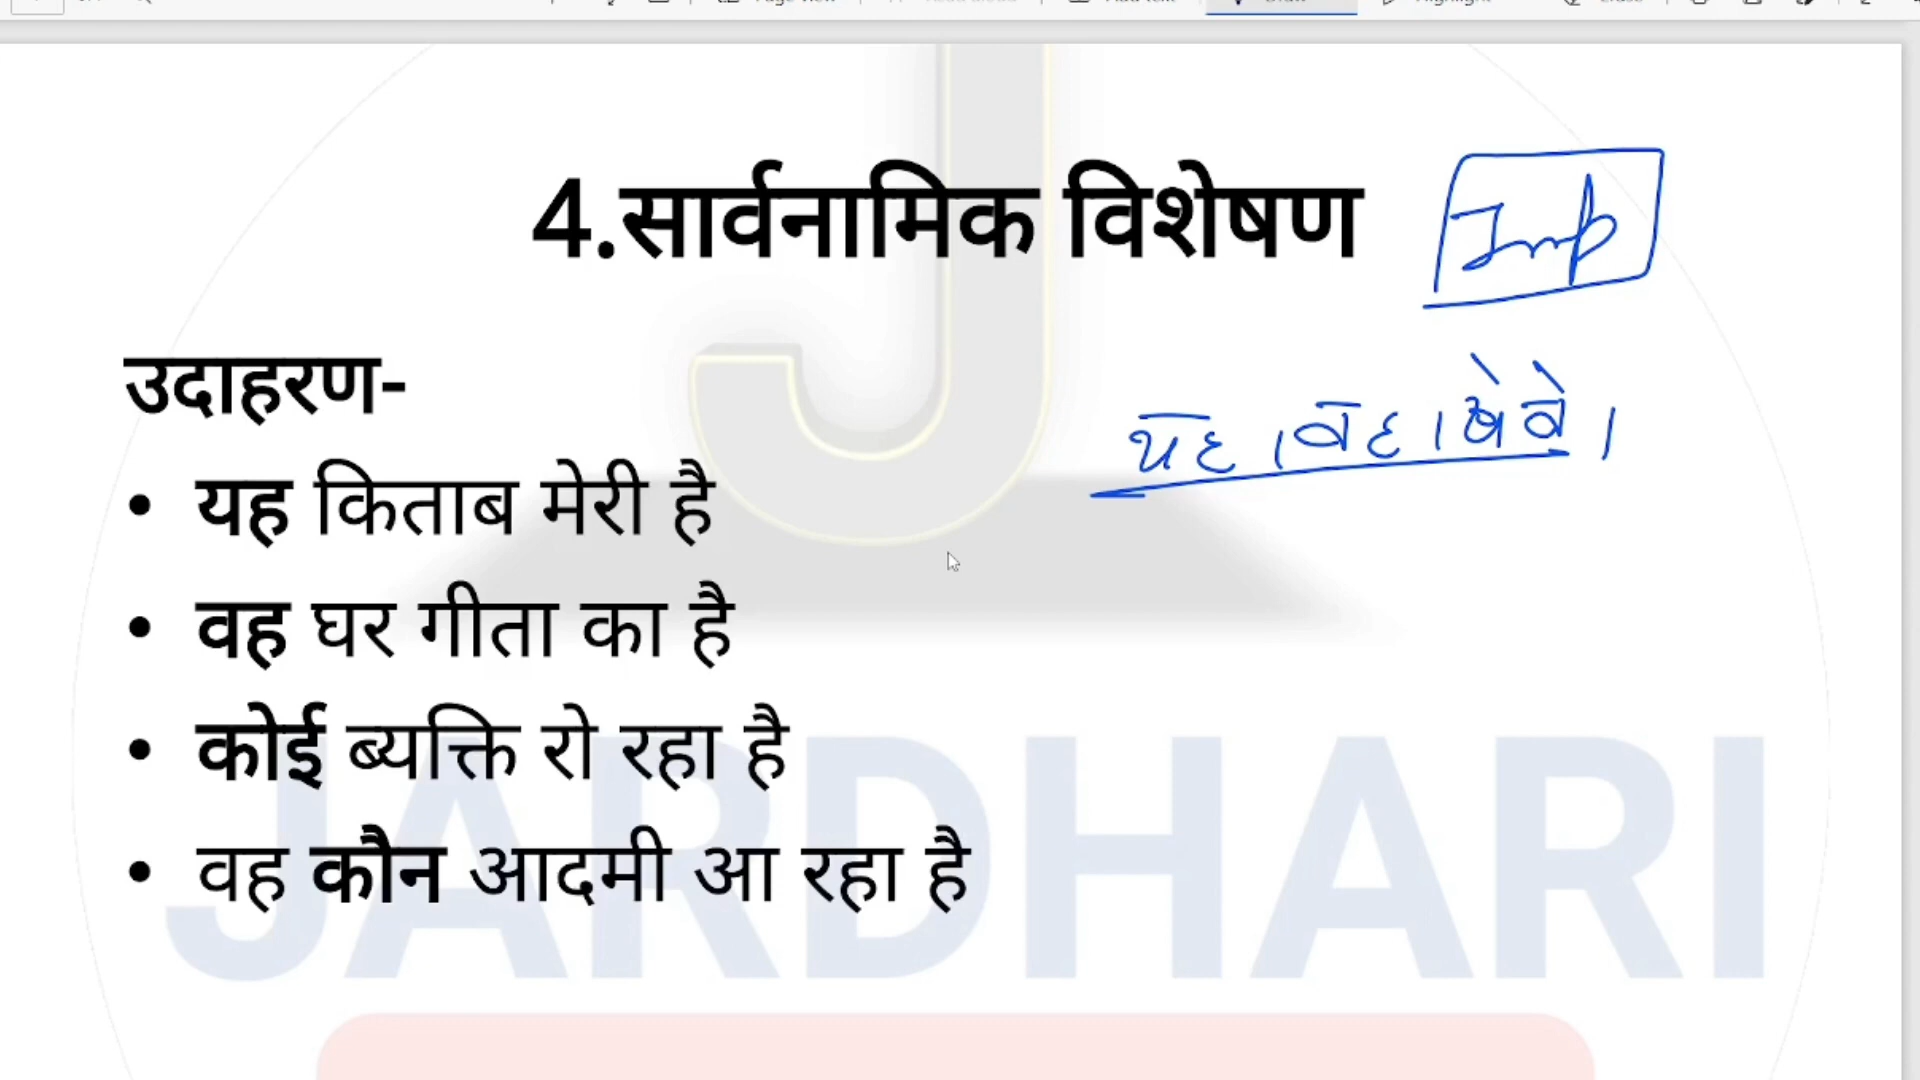 4.सार्वनामिक विशेषण
Imp
उदाहरण-
यह । वह । ये वे ।
• यह किताब मेरी है
• वह घर गीता का है
• कोई ब्यक्ति रो रहा है
• वह कौन आदमी आ रहा है
JARDHARI